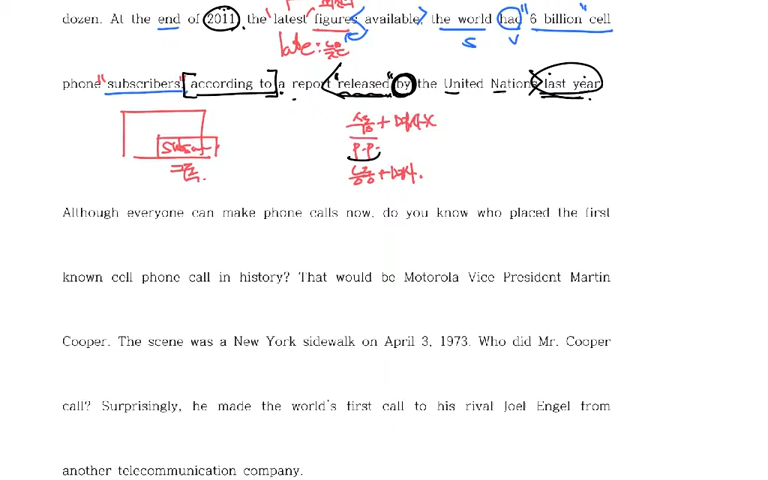 dozen. At the end of 2011, the latest figures available, the world had 6 billion cell
late:
phone subscribers according to a report released by the United Nations last year.
수동 + 명사X
P.P.
구독
능동 + 명사.
Although everyone can make phone calls now, do you know who placed the first
known cell phone call in history? That would be Motorola Vice President Martin
Cooper. The scene was a New York sidewalk on April 3, 1973. Who did Mr. Cooper
call? Surprisingly, he made the world's first call to his rival Joel Engel from
another telecommunication company.